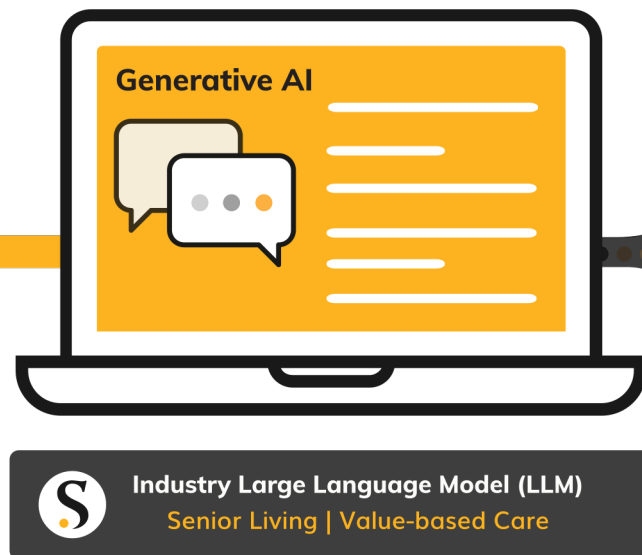 Generative AI
S
Industry Large Language Model (LLM)
Senior Living | Value-based Care